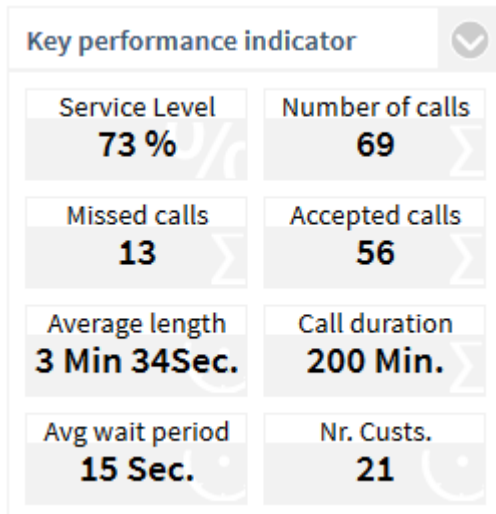 Key performance indicator
Service Level
73 %
Number of calls
69
Missed calls
13
Accepted calls
56
Average length
3 Min 34Sec.
Call duration
200 Min.
Avg wait period
15 Sec.
Nr. Custs.
21